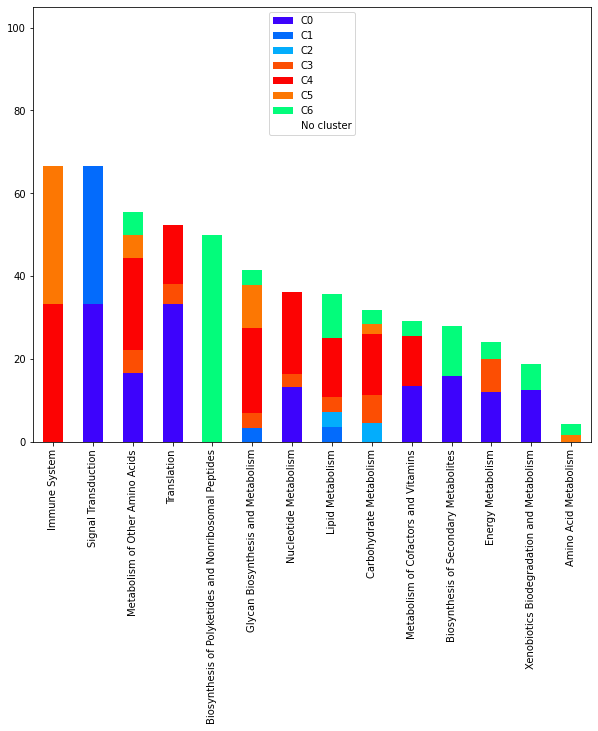 100
80
60
40
20
0
C0
C1
C2
C3
C4
C5
C6
No cluster
Immune System
Signal Transduction
Metabolism of Other Amino Acids
Translation
Biosynthesis of Polyketides and Nonribosomal Peptides
Glycan Biosynthesis and Metabolism
Nucleotide Metabolism
Lipid Metabolism
Carbohydrate Metabolism
Metabolism of Cofactors and Vitamins
Biosynthesis of Secondary Metabolites
Energy Metabolism
Xenobiotics Biodegradation and Metabolism
Amino Acid Metabolism